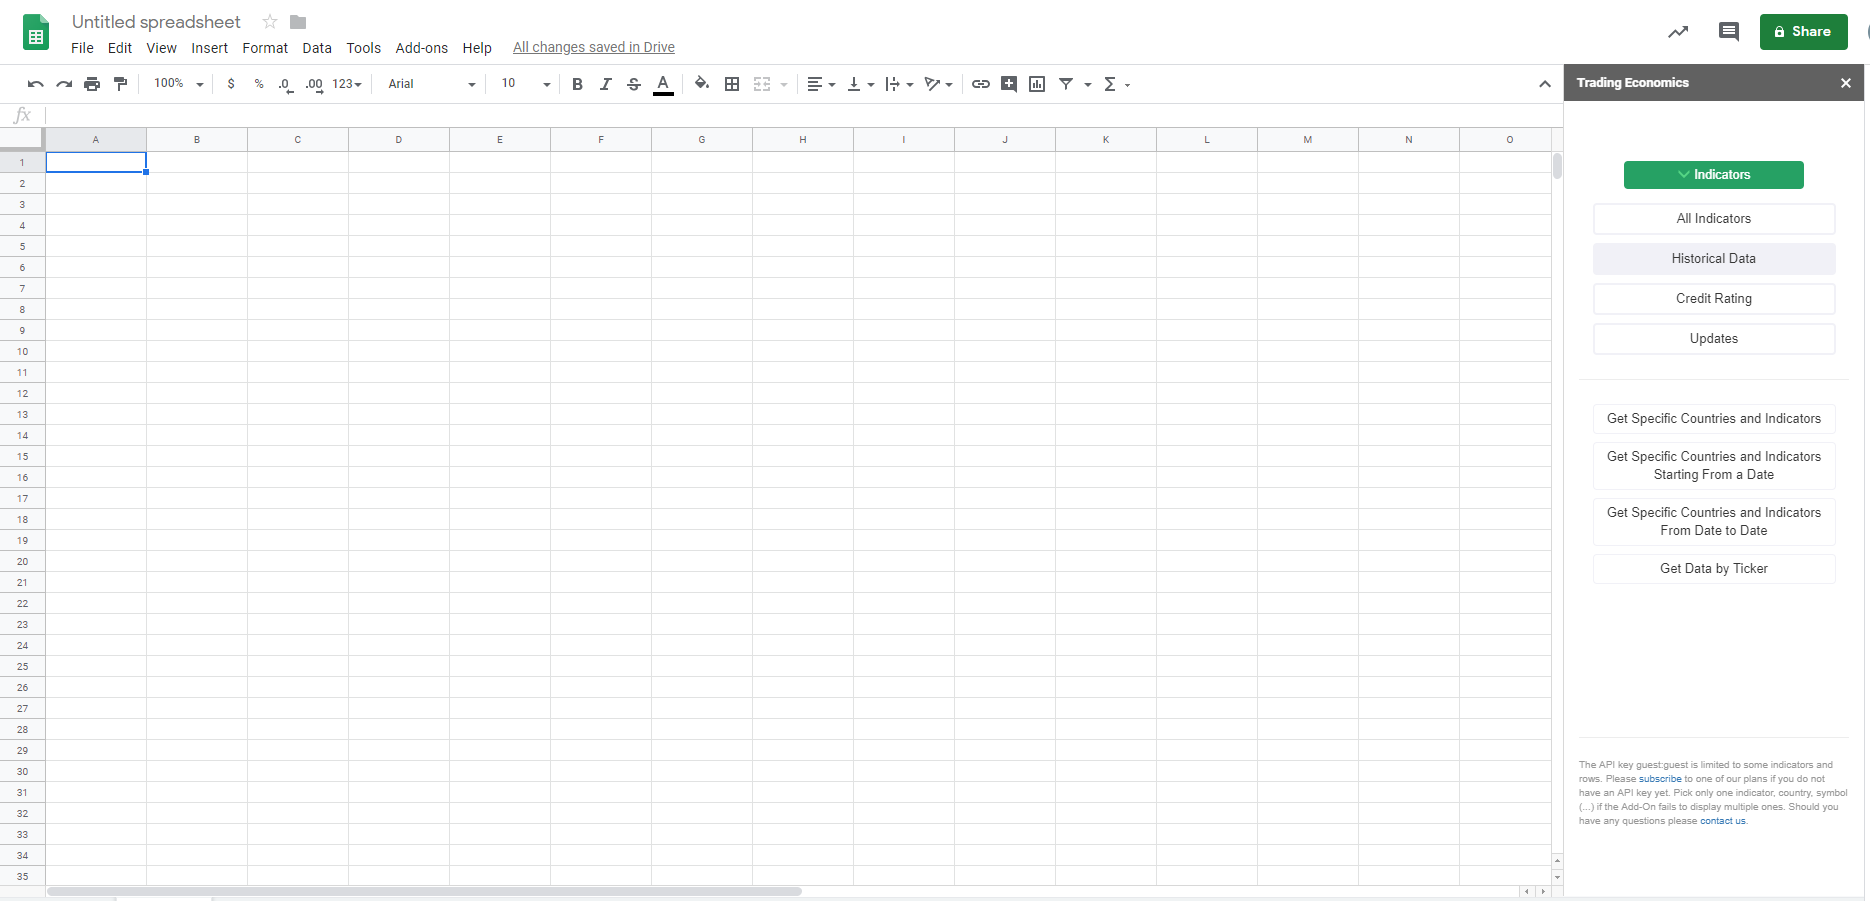 Untitled spreadsheet
File Edit View Insert Format Data Tools Add-ons Help All changes saved in Drive
Share
100% $ % .0 .00 123 Arial 10 B I S A Σ
Trading Economics
fx
A B C D E F G H I J K L M N O
1
2
3
4
5
6
7
8
9
10
11
12
13
14
15
16
17
18
19
20
21
22
23
24
25
26
27
28
29
30
31
32
33
34
35
Indicators
All Indicators
Historical Data
Credit Rating
Updates
Get Specific Countries and Indicators
Get Specific Countries and Indicators
Starting From a Date
Get Specific Countries and Indicators
From Date to Date
Get Data by Ticker
The API key guest:guest is limited to some indicators and
rows. Please subscribe to one of our plans if you do not
have an API key yet. Pick only one indicator, country, symbol
(...) if the Add-On fails to display multiple ones. Should you
have any questions please contact us.